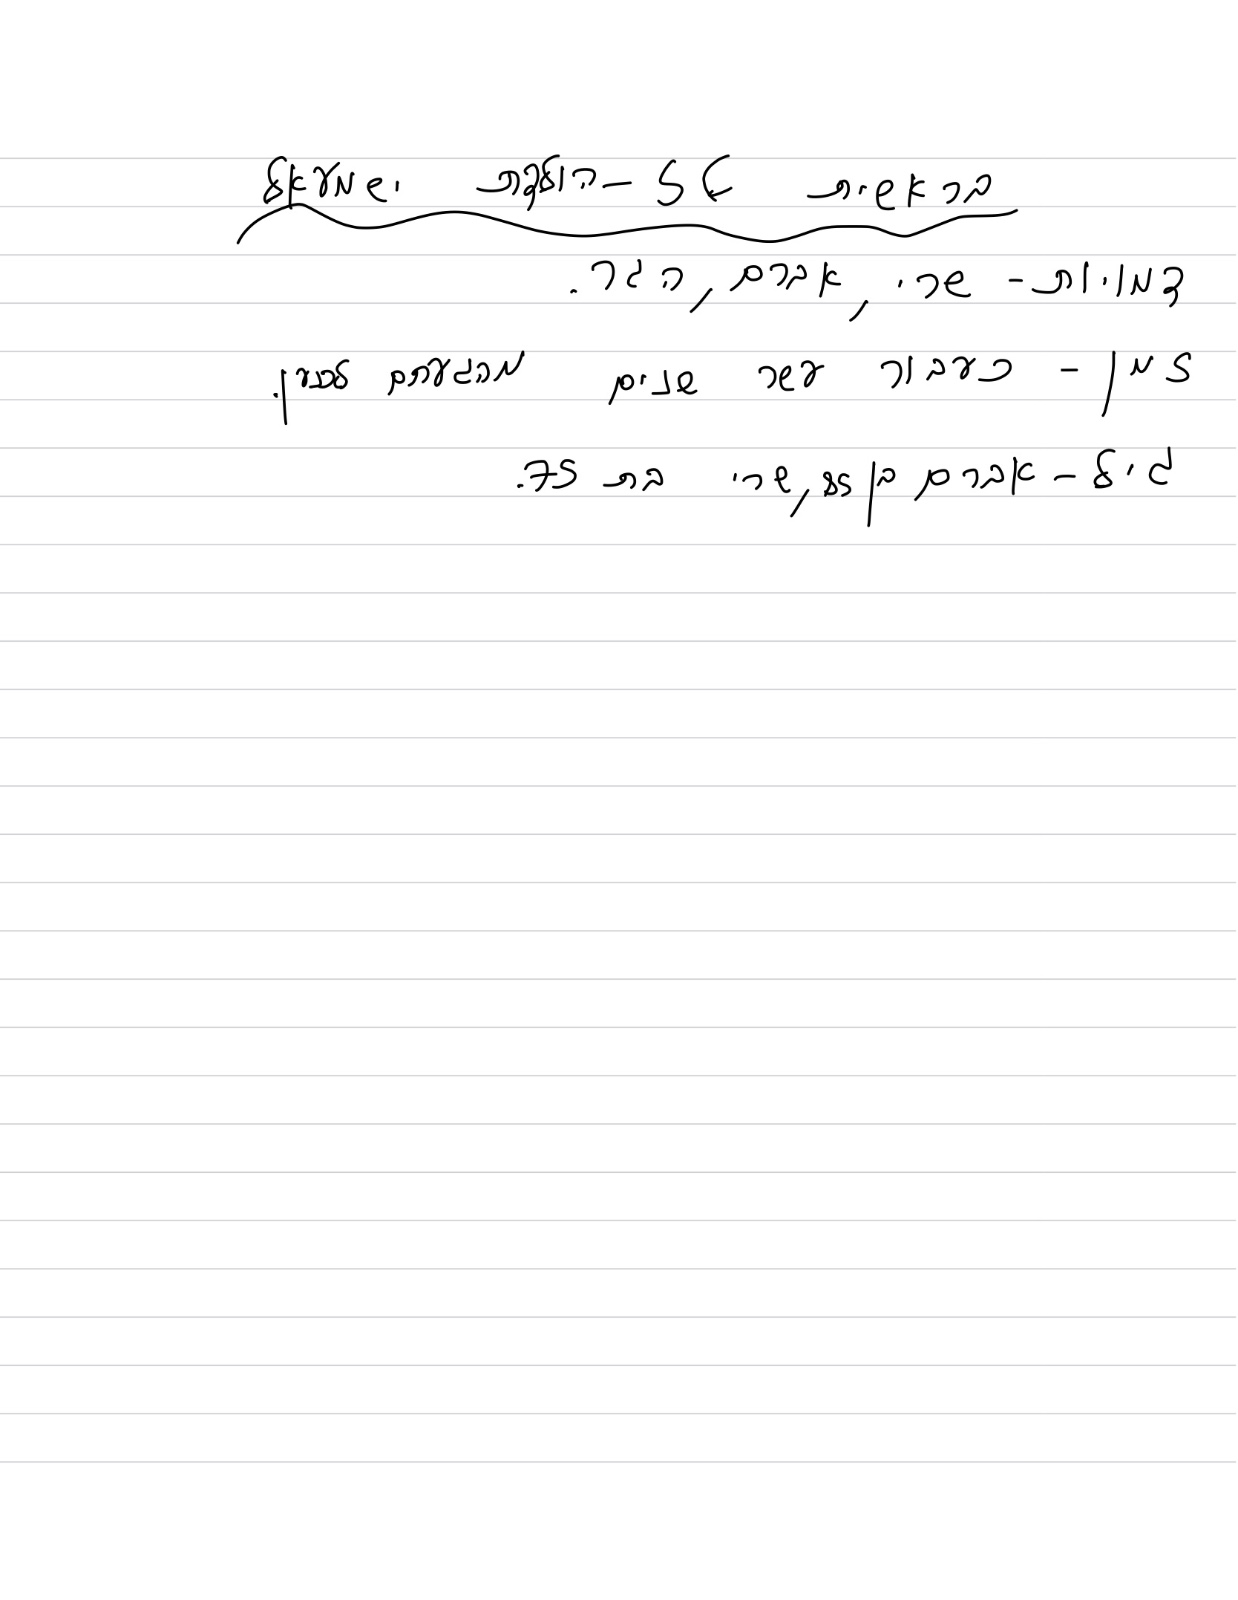 בראשית טז - הולדת ישמעאל
דמויות - שרי, אברם, הגר.
זמן - כעבור עשר שנים מהגעתם לכנען.
גיל - אברם בן 85, שרי בת 75.